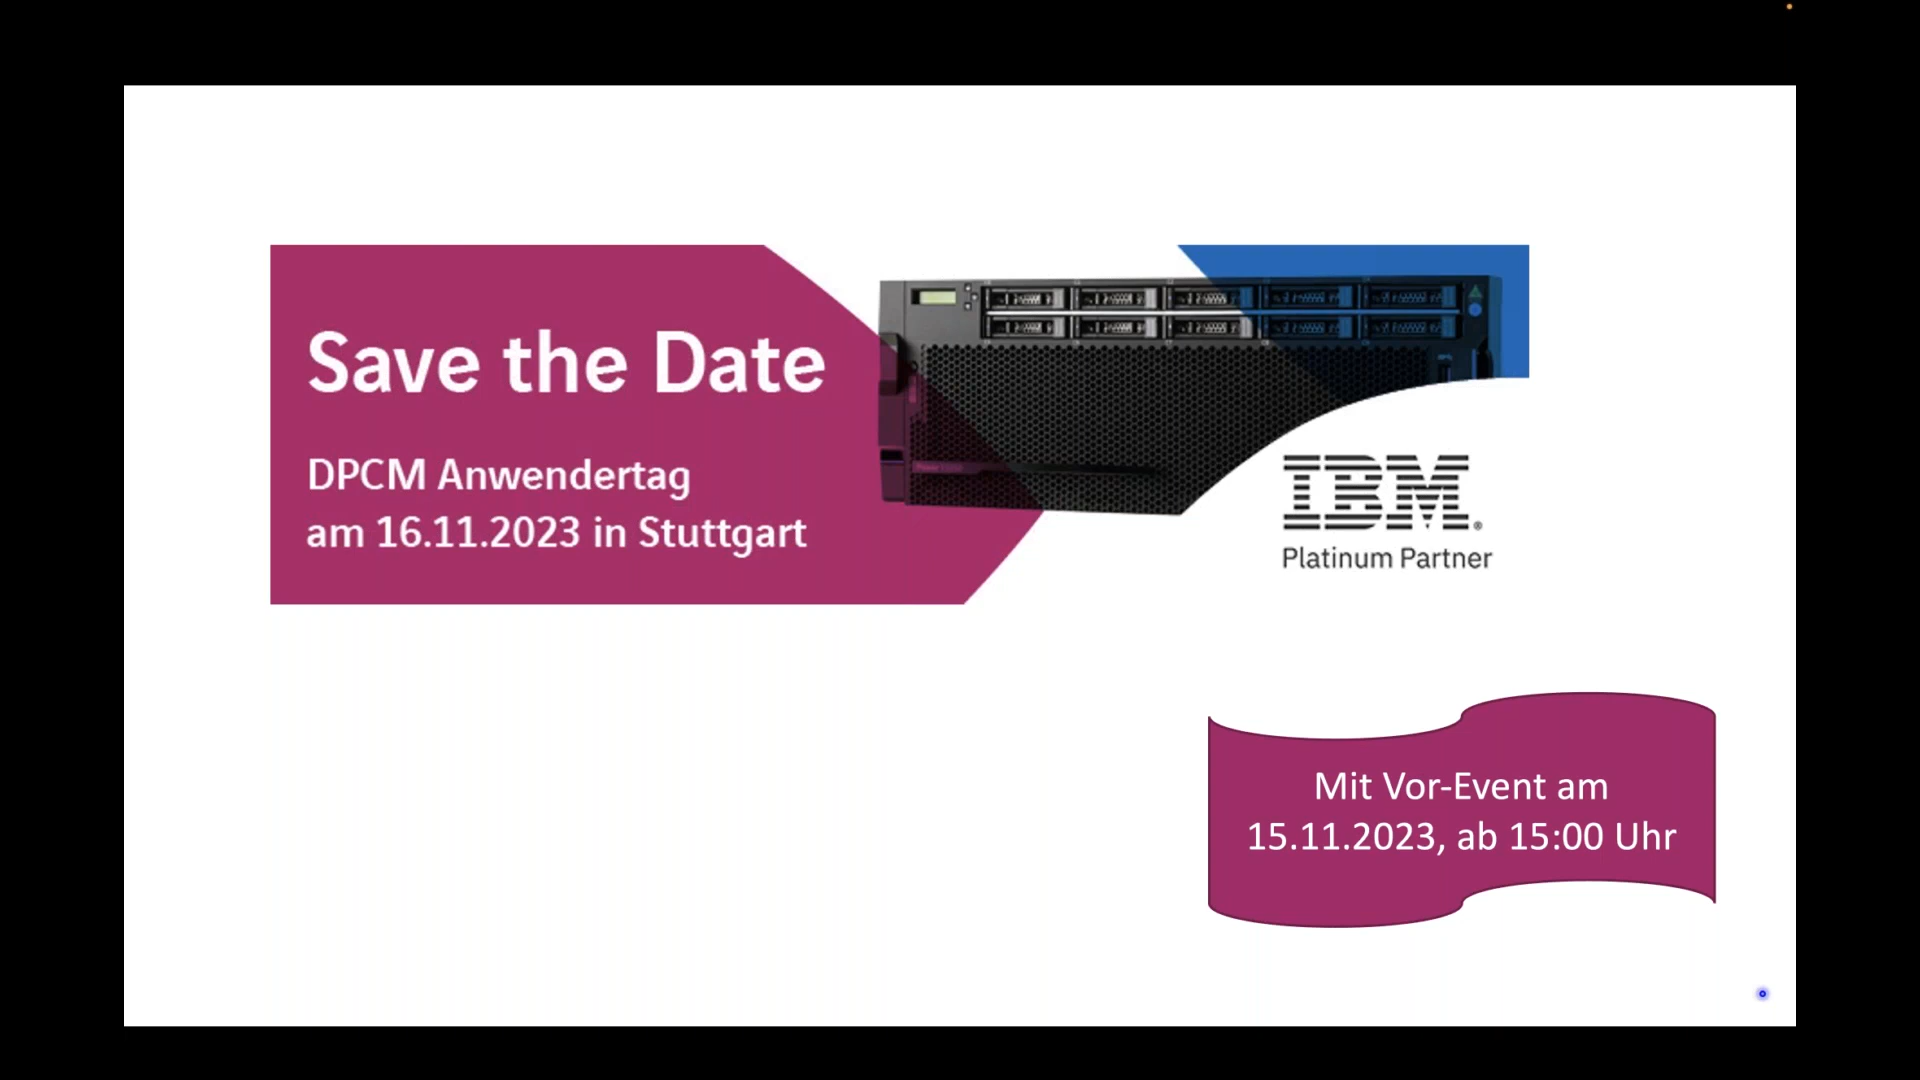 Save the Date
DPCM Anwendertag
am 16.11.2023 in Stuttgart
IBM®
Platinum Partner
Mit Vor-Event am
15.11.2023, ab 15:00 Uhr